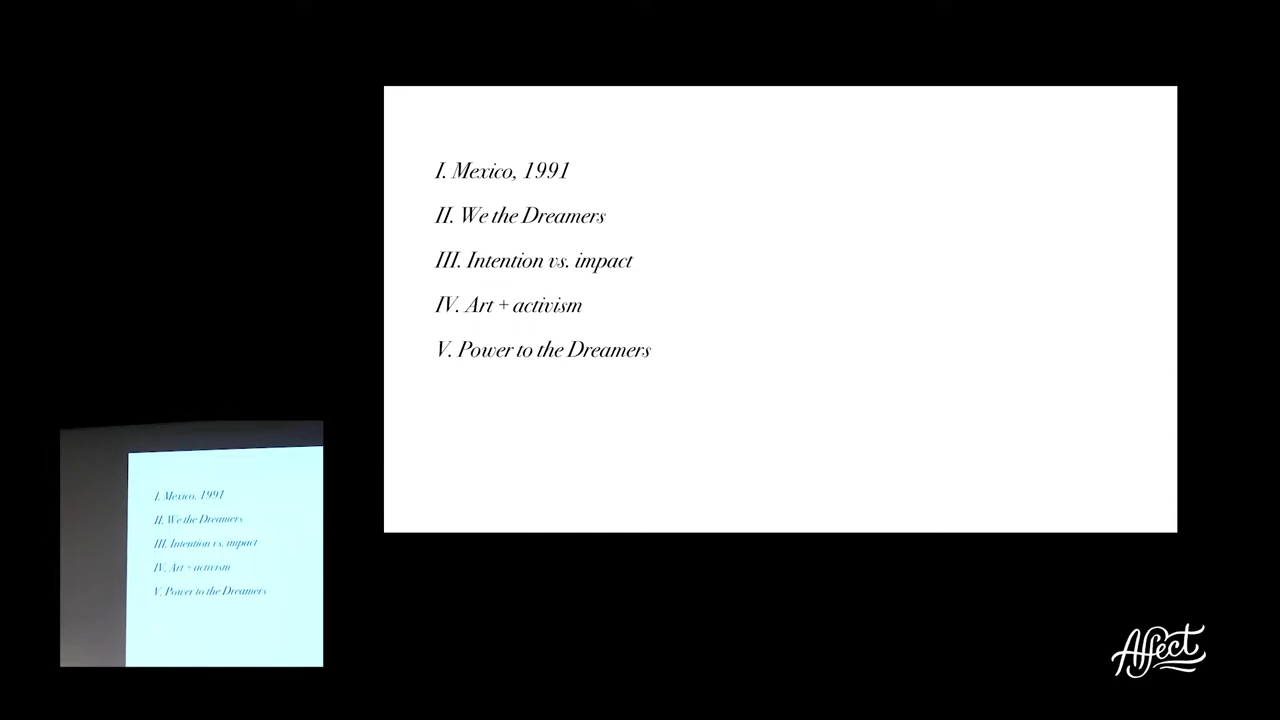 I. Mexico, 1991
II. We the Dreamers
III. Intention vs. impact
IV. Art + activism
V. Power to the Dreamers
I. Mexico, 1991
II. We the Dreamers
III. Intention vs. impact
IV. Art + activism
V. Power to the Dreamers
Affect